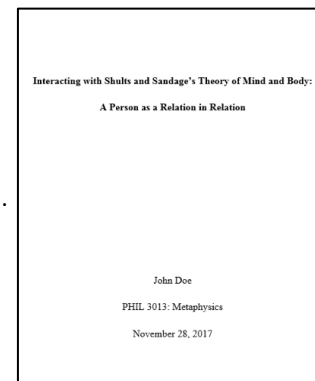 Interacting with Shults and Sandage's Theory of Mind and Body:
A Person as a Relation in Relation
John Doe
PHIL 3013: Metaphysics
November 28, 2017